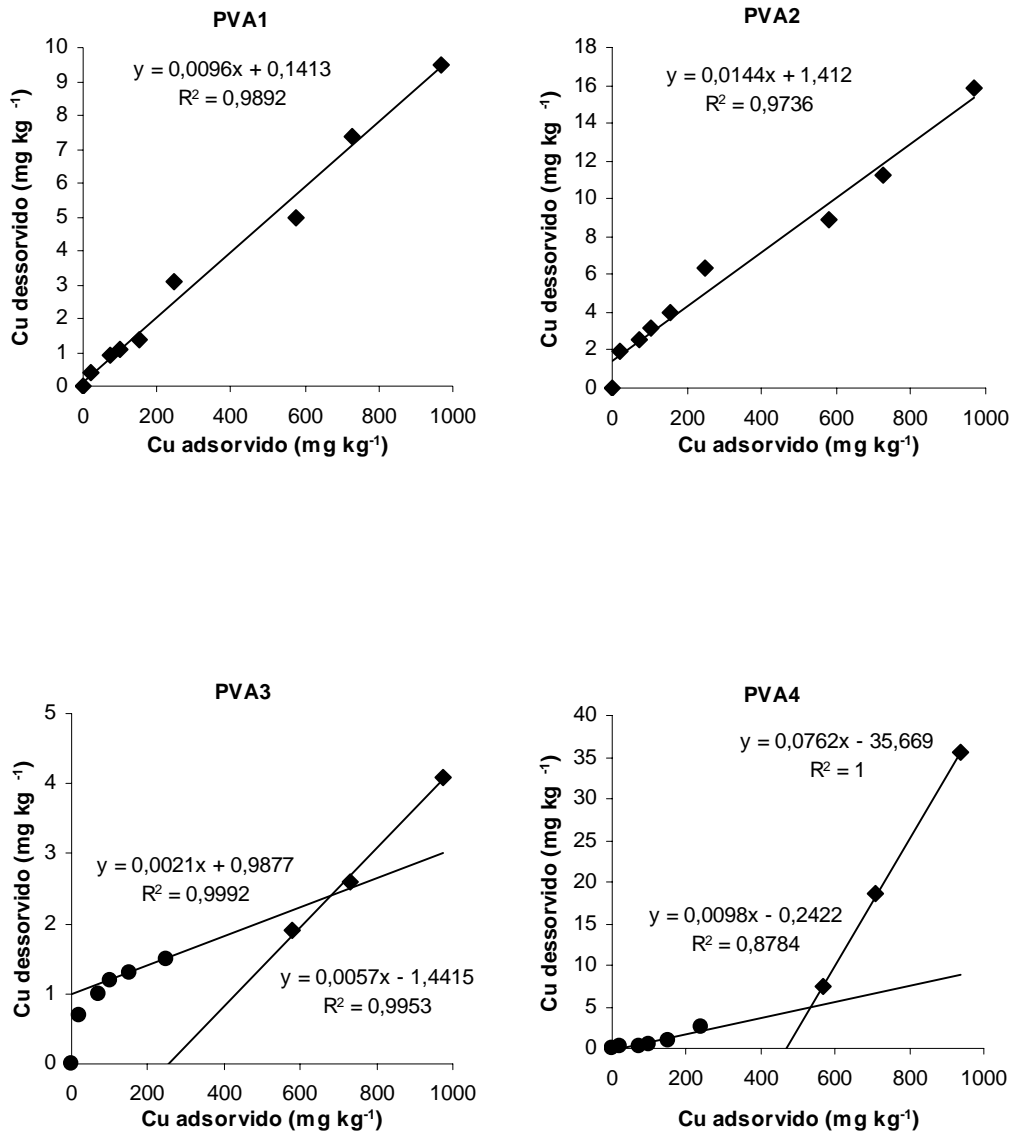 PVA1
10
9
8
7
6
5
4
3
2
1
0
Cu dessorvido (mg kg ⁻¹)
y = 0,0096x + 0,1413
R² = 0,9892
0 200 400 600 800 1000
Cu adsorvido (mg kg⁻¹)
PVA2
18
16
14
12
10
8
6
4
2
0
Cu dessorvido (mg kg ⁻¹)
y = 0,0144x + 1,412
R² = 0,9736
0 200 400 600 800 1000
Cu adsorvido (mg kg⁻¹)
PVA3
5
4
3
2
1
0
Cu dessorvido (mg kg ⁻¹)
y = 0,0021x + 0,9877
R² = 0,9992
y = 0,0057x - 1,4415
R² = 0,9953
0 200 400 600 800 1000
Cu adsorvido (mg kg⁻¹)
PVA4
40
35
30
25
20
15
10
5
0
Cu dessorvido (mg kg ⁻¹)
y = 0,0762x - 35,669
R² = 1
y = 0,0098x - 0,2422
R² = 0,8784
0 200 400 600 800 1000
Cu adsorvido (mg kg⁻¹)